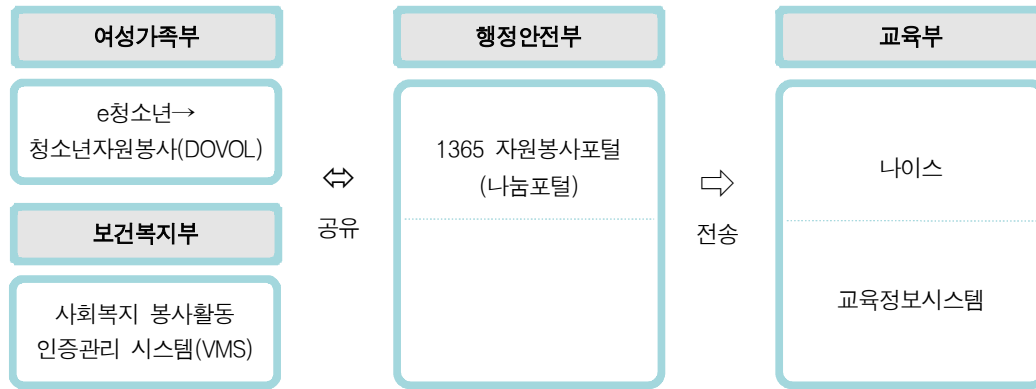 여성가족부
e청소년→
청소년자원봉사(DOVOL)
보건복지부
사회복지 봉사활동
인증관리 시스템(VMS)
⇔
공유
행정안전부
1365 자원봉사포털
(나눔포털)
⇨
전송
교육부
나이스
교육정보시스템